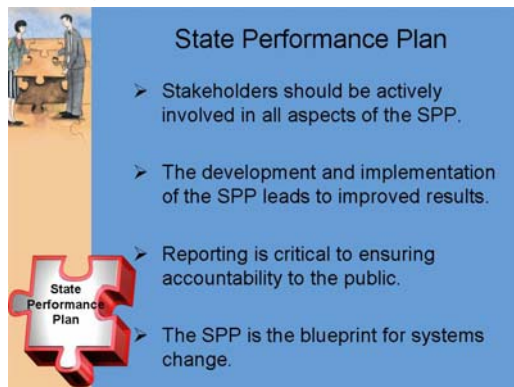 State Performance Plan
➢ Stakeholders should be actively
involved in all aspects of the SPP.
➢ The development and implementation
of the SPP leads to improved results.
➢ Reporting is critical to ensuring
accountability to the public.
➢ The SPP is the blueprint for systems
change.
State
Performance
Plan